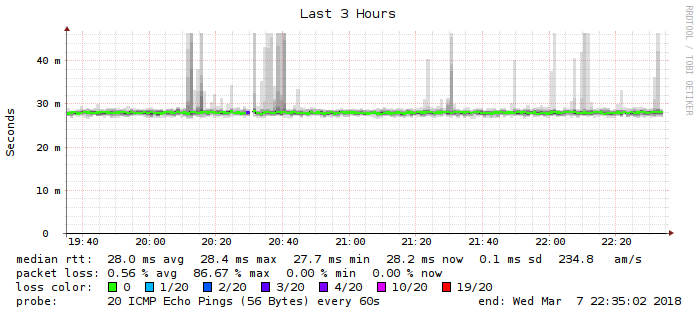 Last 3 Hours
RRDTOOL / TOBI OETIKER
Seconds
40 m
30 m
20 m
10 m
0
19:40 20:00 20:20 20:40 21:00 21:20 21:40 22:00 22:20
median rtt: 28.0 ms avg 28.4 ms max 27.7 ms min 28.2 ms now 0.1 ms sd 234.8 am/s
packet loss: 0.56 % avg 86.67 % max 0.00 % min 0.00 % now
loss color: 0 1/20 2/20 3/20 4/20 10/20 19/20
probe: 20 ICMP Echo Pings (56 Bytes) every 60s end: Wed Mar 7 22:35:02 2018